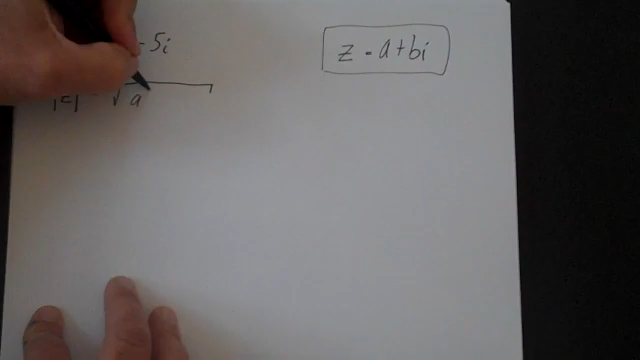 -5i
z = a+bi
|z| √a